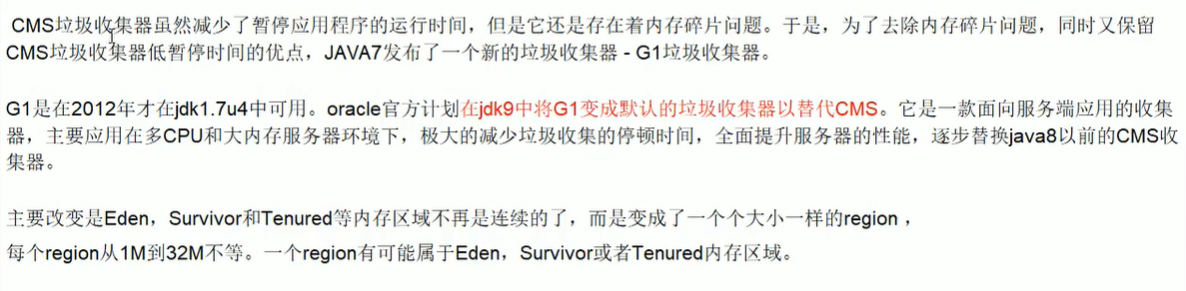 CMS垃圾收集器虽然减少了暂停应用程序的运行时间，但是它还是存在着内存碎片问题。于是，为了去除内存碎片问题，同时又保留
CMS垃圾收集器低暂停时间的优点，JAVA7发布了一个新的垃圾收集器 - G1垃圾收集器。
G1是在2012年才在jdk1.7u4中可用。oracle官方计划在jdk9中将G1变成默认的垃圾收集器以替代CMS。它是一款面向服务端应用的收集
器，主要应用在多CPU和大内存服务器环境下，极大的减少垃圾收集的停顿时间，全面提升服务器的性能，逐步替换java8以前的CMS收
集器。
主要改变是Eden，Survivor和Tenured等内存区域不再是连续的了，而是变成了一个个大小一样的region ，
每个region从1M到32M不等。一个region有可能属于Eden，Survivor或者Tenured内存区域。